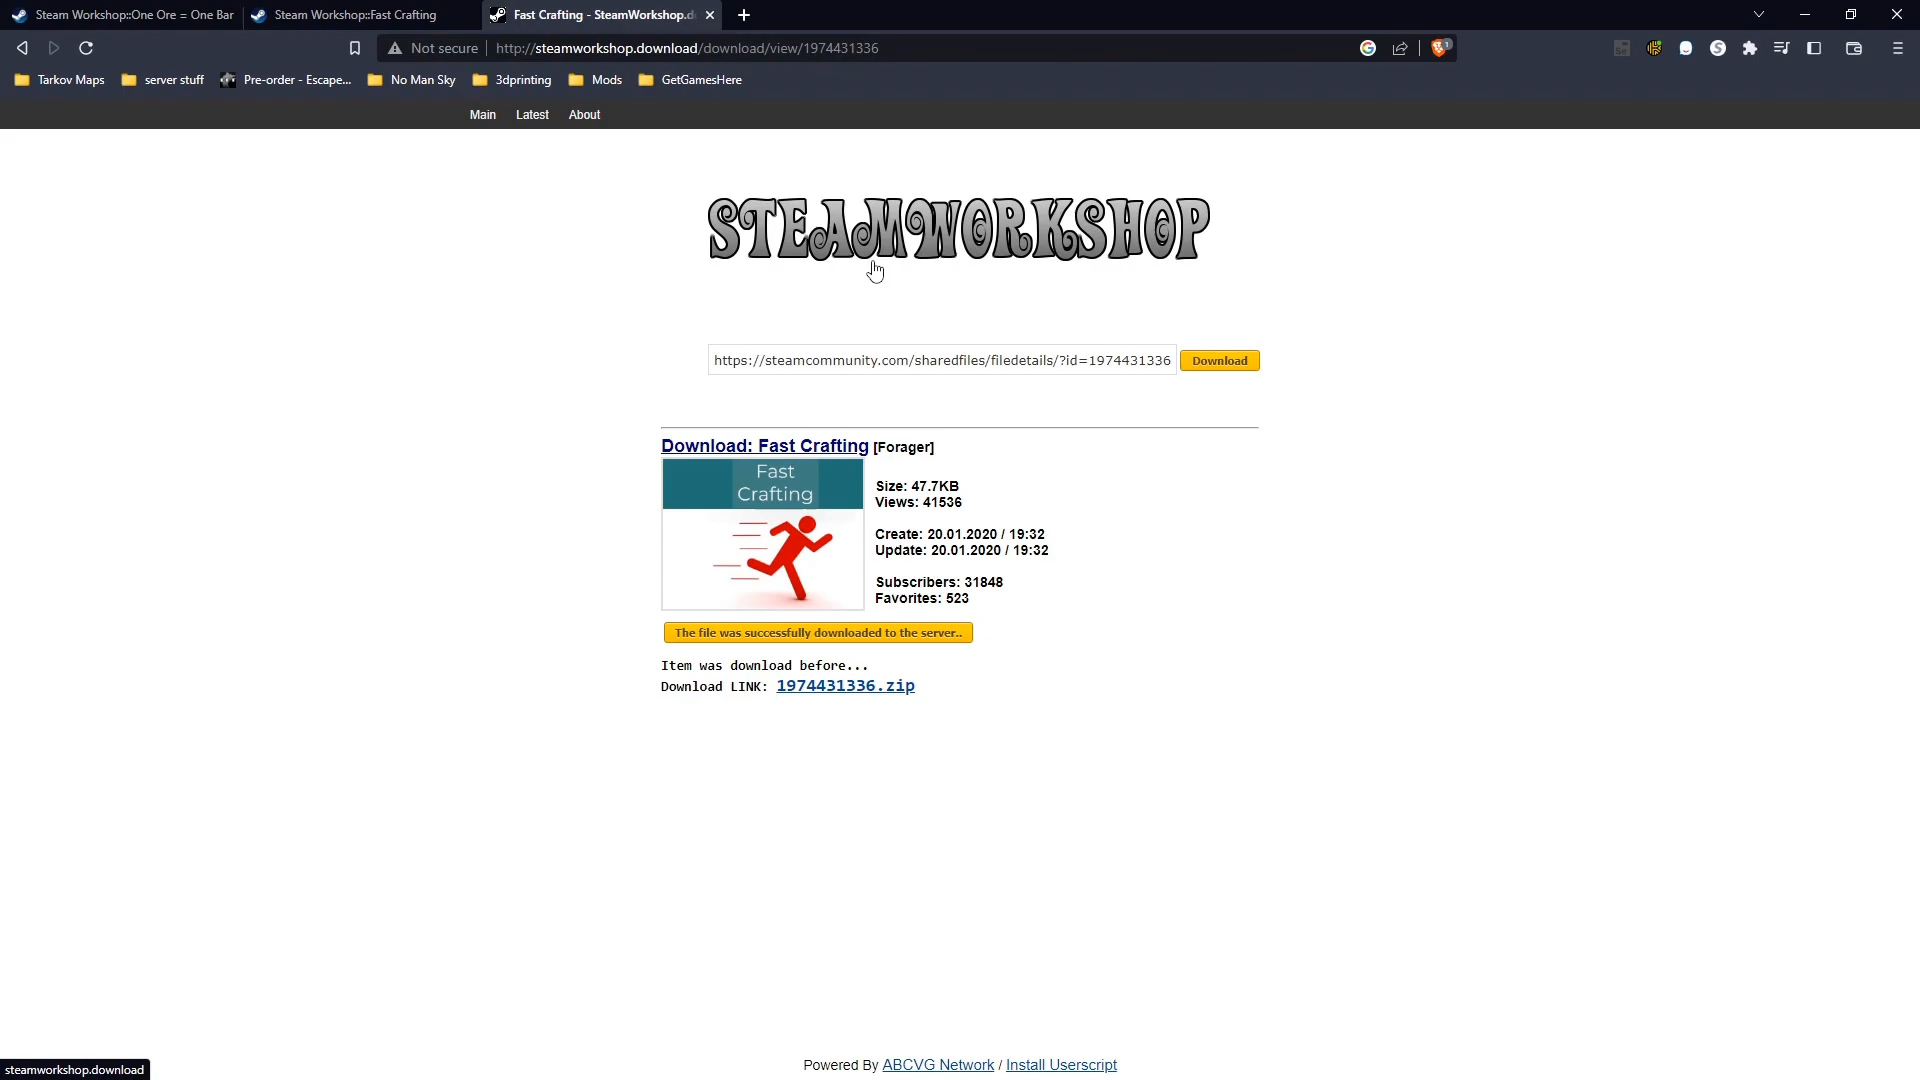 Steam Workshop::One Ore = One Bar
Steam Workshop::Fast Crafting
Fast Crafting - SteamWorkshop.d
Not secure
http://steamworkshop.download/download/view/1974431336
1
Tarkov Maps
server stuff
Pre-order - Escape...
No Man Sky
3dprinting
Mods
GetGamesHere
Main
Latest
About
STEAMWORKSHOP
https://steamcommunity.com/sharedfiles/filedetails/?id=1974431336
Download
Download: Fast Crafting [Forager]
Fast
Crafting
Size: 47.7KB
Views: 41536
Create: 20.01.2020 / 19:32
Update: 20.01.2020 / 19:32
Subscribers: 31848
Favorites: 523
The file was successfully downloaded to the server..
Item was download before...
Download LINK: 1974431336.zip
Powered By ABCVG Network / Install Userscript
steamworkshop.download